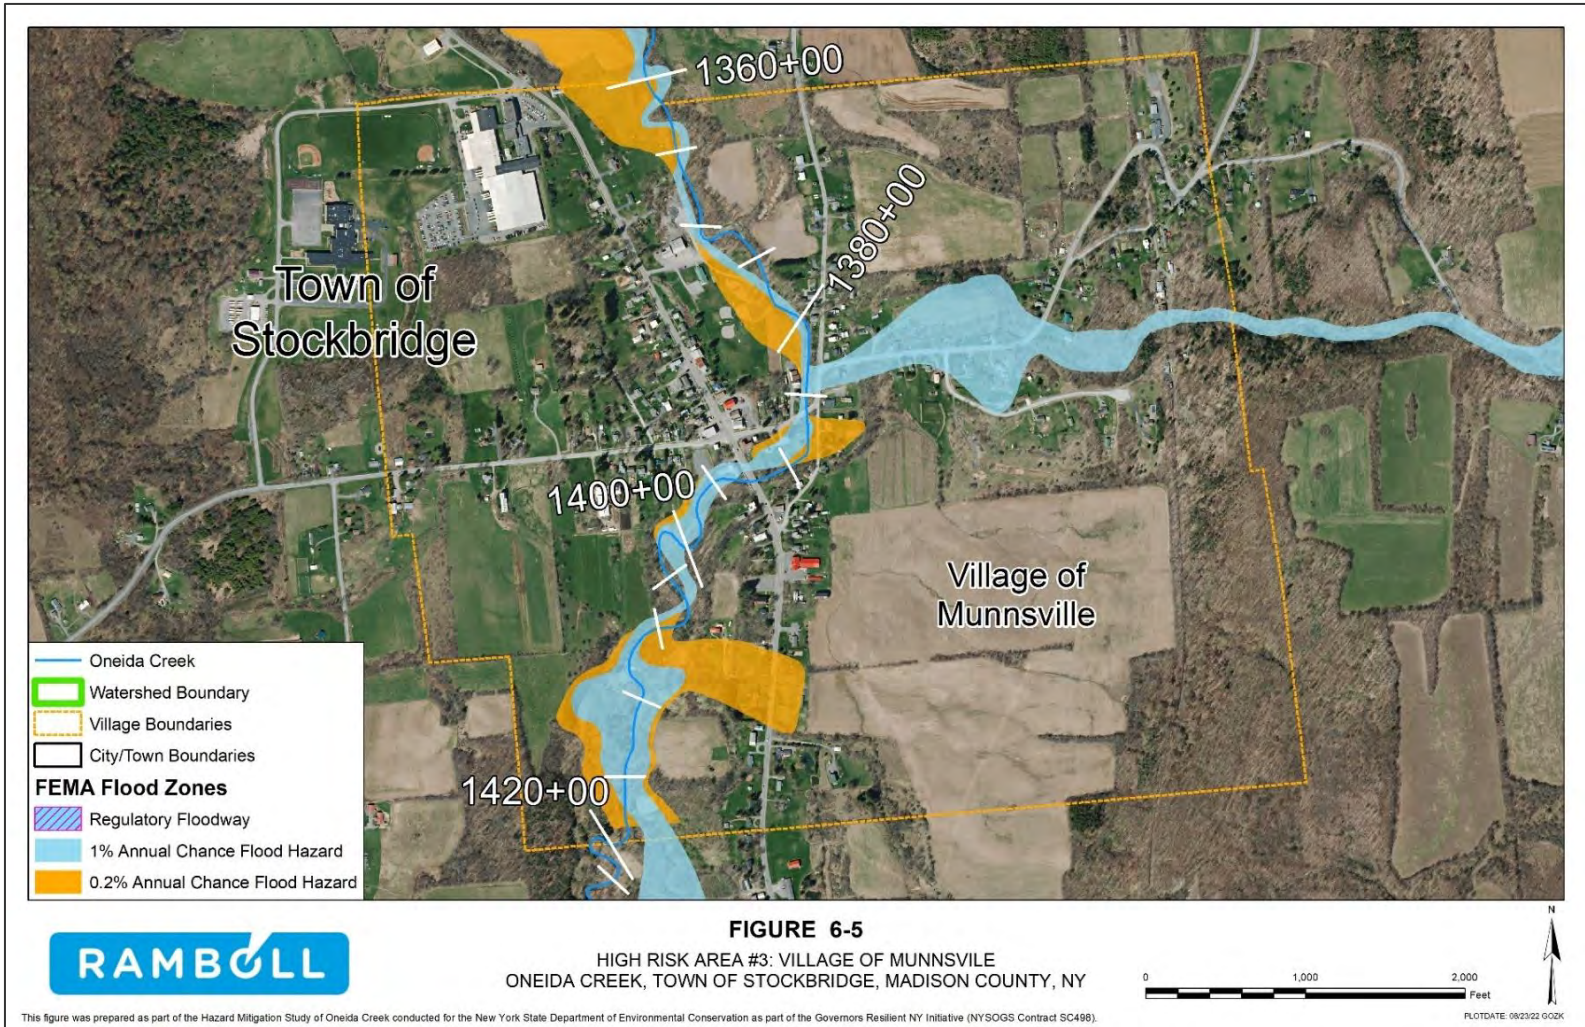 1360+00
1380+00
Town of
Stockbridge
1400+00
Village of
Munnsville
1420+00
Oneida Creek
Watershed Boundary
Village Boundaries
City/Town Boundaries
FEMA Flood Zones
Regulatory Floodway
1% Annual Chance Flood Hazard
0.2% Annual Chance Flood Hazard
RAMBOLL
FIGURE 6-5
HIGH RISK AREA #3: VILLAGE OF MUNNSVILE
ONEIDA CREEK, TOWN OF STOCKBRIDGE, MADISON COUNTY, NY
N
0 1,000 2,000
Feet
This figure was prepared as part of the Hazard Mitigation Study of Oneida Creek conducted for the New York State Department of Environmental Conservation as part of the Governors Resilient NY Initiative (NYSOGS Contract SC498).
PLOTDATE: 08/23/22 GOZK